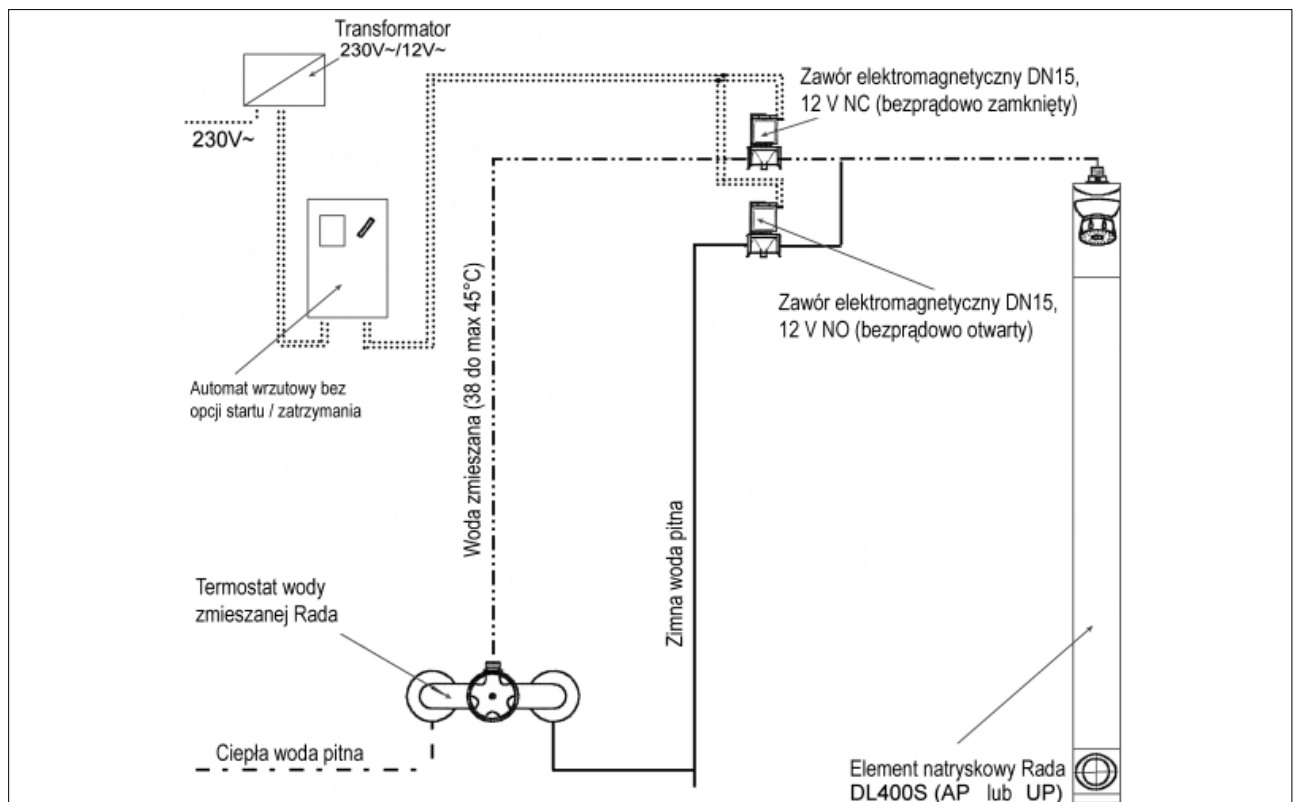 Transformator
230V~/12V~
230V~
Zawór elektromagnetyczny DN15,
12 V NC (bezprądowo zamknięty)
Zawór elektromagnetyczny DN15,
12 V NO (bezprądowo otwarty)
Automat wrzutowy bez
opcji startu / zatrzymania
Woda zmieszana (38 do max 45°C)
Zimna woda pitna
Termostat wody
zmieszanej Rada
Ciepła woda pitna
Element natryskowy Rada
DL400S (AP lub UP)